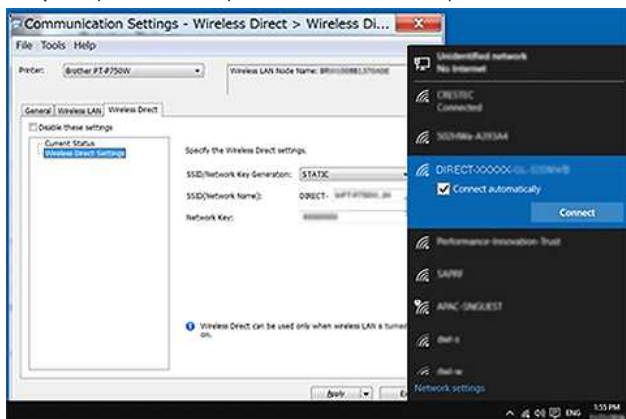 Communication Settings - Wireless Direct > Wireless Di...
File Tools Help
Printer: Brother PT-P750W
Wireless LAN Node Name:
General Wireless LAN Wireless Direct
Disable these settings
Current Status
Wireless Direct Settings
Specify the Wireless Direct settings.
SSID/Network Key Generation: STATIC
SSID(Network Name): DIRECT-
Network Key:
Wireless Direct can be used only when wireless LAN is turned
on.
Apply
Unidentified network
No Internet
CRESTEC
Connected
DIRECT-XXXXX
Connect automatically
Connect
Performance-Innovation-Trust
SAPRF
APAC-SNGUEST
Network settings
ENG
1:55 PM